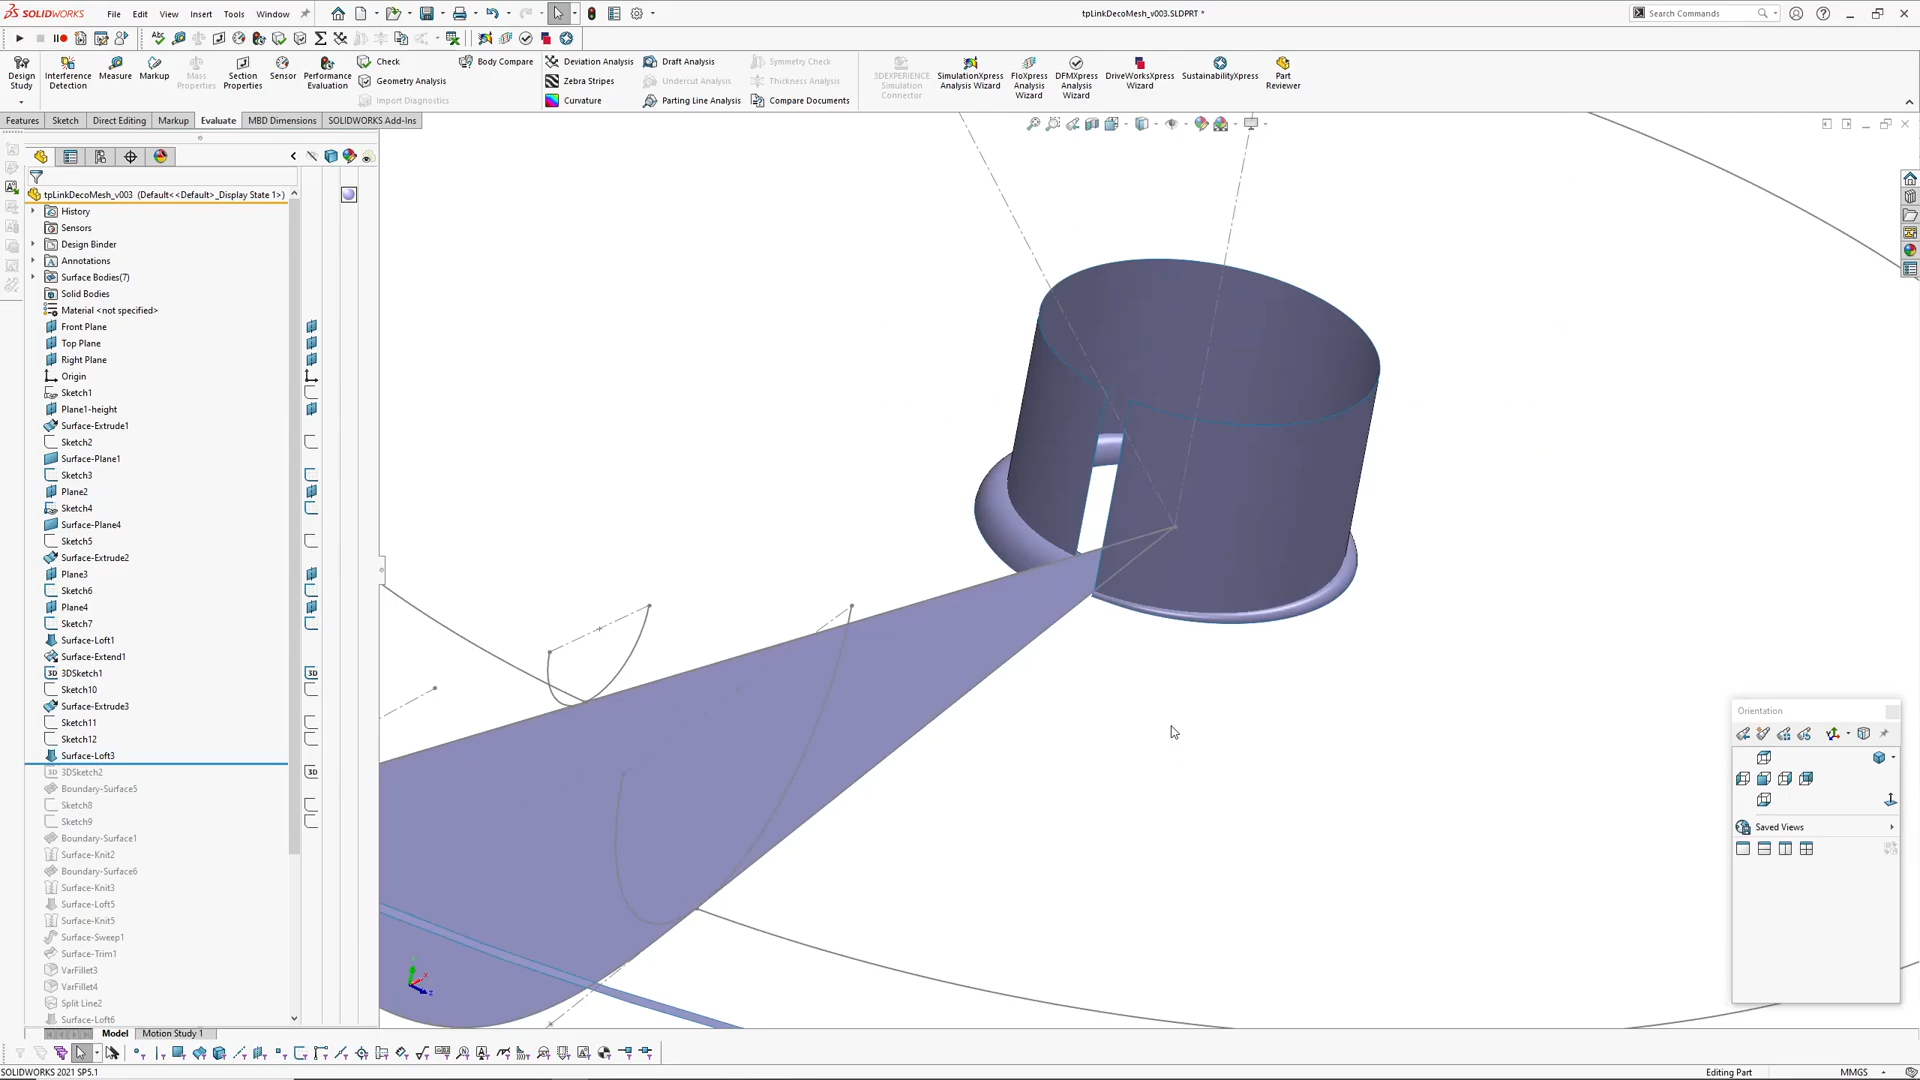 SOLIDWORKS
File
Edit
View
Insert
Tools
Window
tpLinkDecoMesh_v003.SLDPRT *
Search Commands
Design Study
Interference Detection
Measure
Markup
Mass Properties
Section Properties
Sensor
Performance Evaluation
Check
Geometry Analysis
Import Diagnostics
Body Compare
Deviation Analysis
Zebra Stripes
Curvature
Draft Analysis
Undercut Analysis
Parting Line Analysis
Symmetry Check
Thickness Analysis
Compare Documents
3DEXPERIENCE Simulation Connector
SimulationXpress Analysis Wizard
FloXpress Analysis Wizard
DFMXpress Analysis Wizard
DriveWorksXpress Wizard
SustainabilityXpress
Part Reviewer
Features
Sketch
Direct Editing
Markup
Evaluate
MBD Dimensions
SOLIDWORKS Add-Ins
tpLinkDecoMesh_v003 (Default<<Default>_Display State 1>)
History
Sensors
Design Binder
Annotations
Surface Bodies(7)
Solid Bodies
Material <not specified>
Front Plane
Top Plane
Right Plane
Origin
Sketch1
Plane1-height
Surface-Extrude1
Sketch2
Surface-Plane1
Sketch3
Plane2
Sketch4
Surface-Plane4
Sketch5
Surface-Extrude2
Plane3
Sketch6
Plane4
Sketch7
Surface-Loft1
Surface-Extend1
3DSketch1
Sketch10
Surface-Extrude3
Sketch11
Sketch12
Surface-Loft3
3DSketch2
Boundary-Surface5
Sketch8
Sketch9
Boundary-Surface1
Surface-Knit2
Boundary-Surface6
Surface-Knit3
Surface-Loft5
Surface-Knit5
Surface-Sweep1
Surface-Trim1
VarFillet3
VarFillet4
Split Line2
Surface-Loft6
Orientation
Saved Views
Model
Motion Study 1
SOLIDWORKS 2021 SP5.1
Editing Part
MMGS